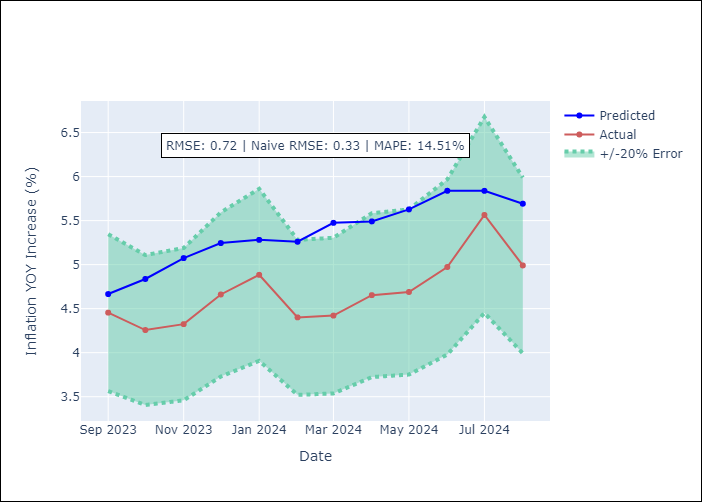 RMSE: 0.72 | Naive RMSE: 0.33 | MAPE: 14.51%
Predicted
Actual
+/-20% Error
Inflation YOY Increase (%)
6.5
6
5.5
5
4.5
4
3.5
Sep 2023
Nov 2023
Jan 2024
Mar 2024
May 2024
Jul 2024
Date